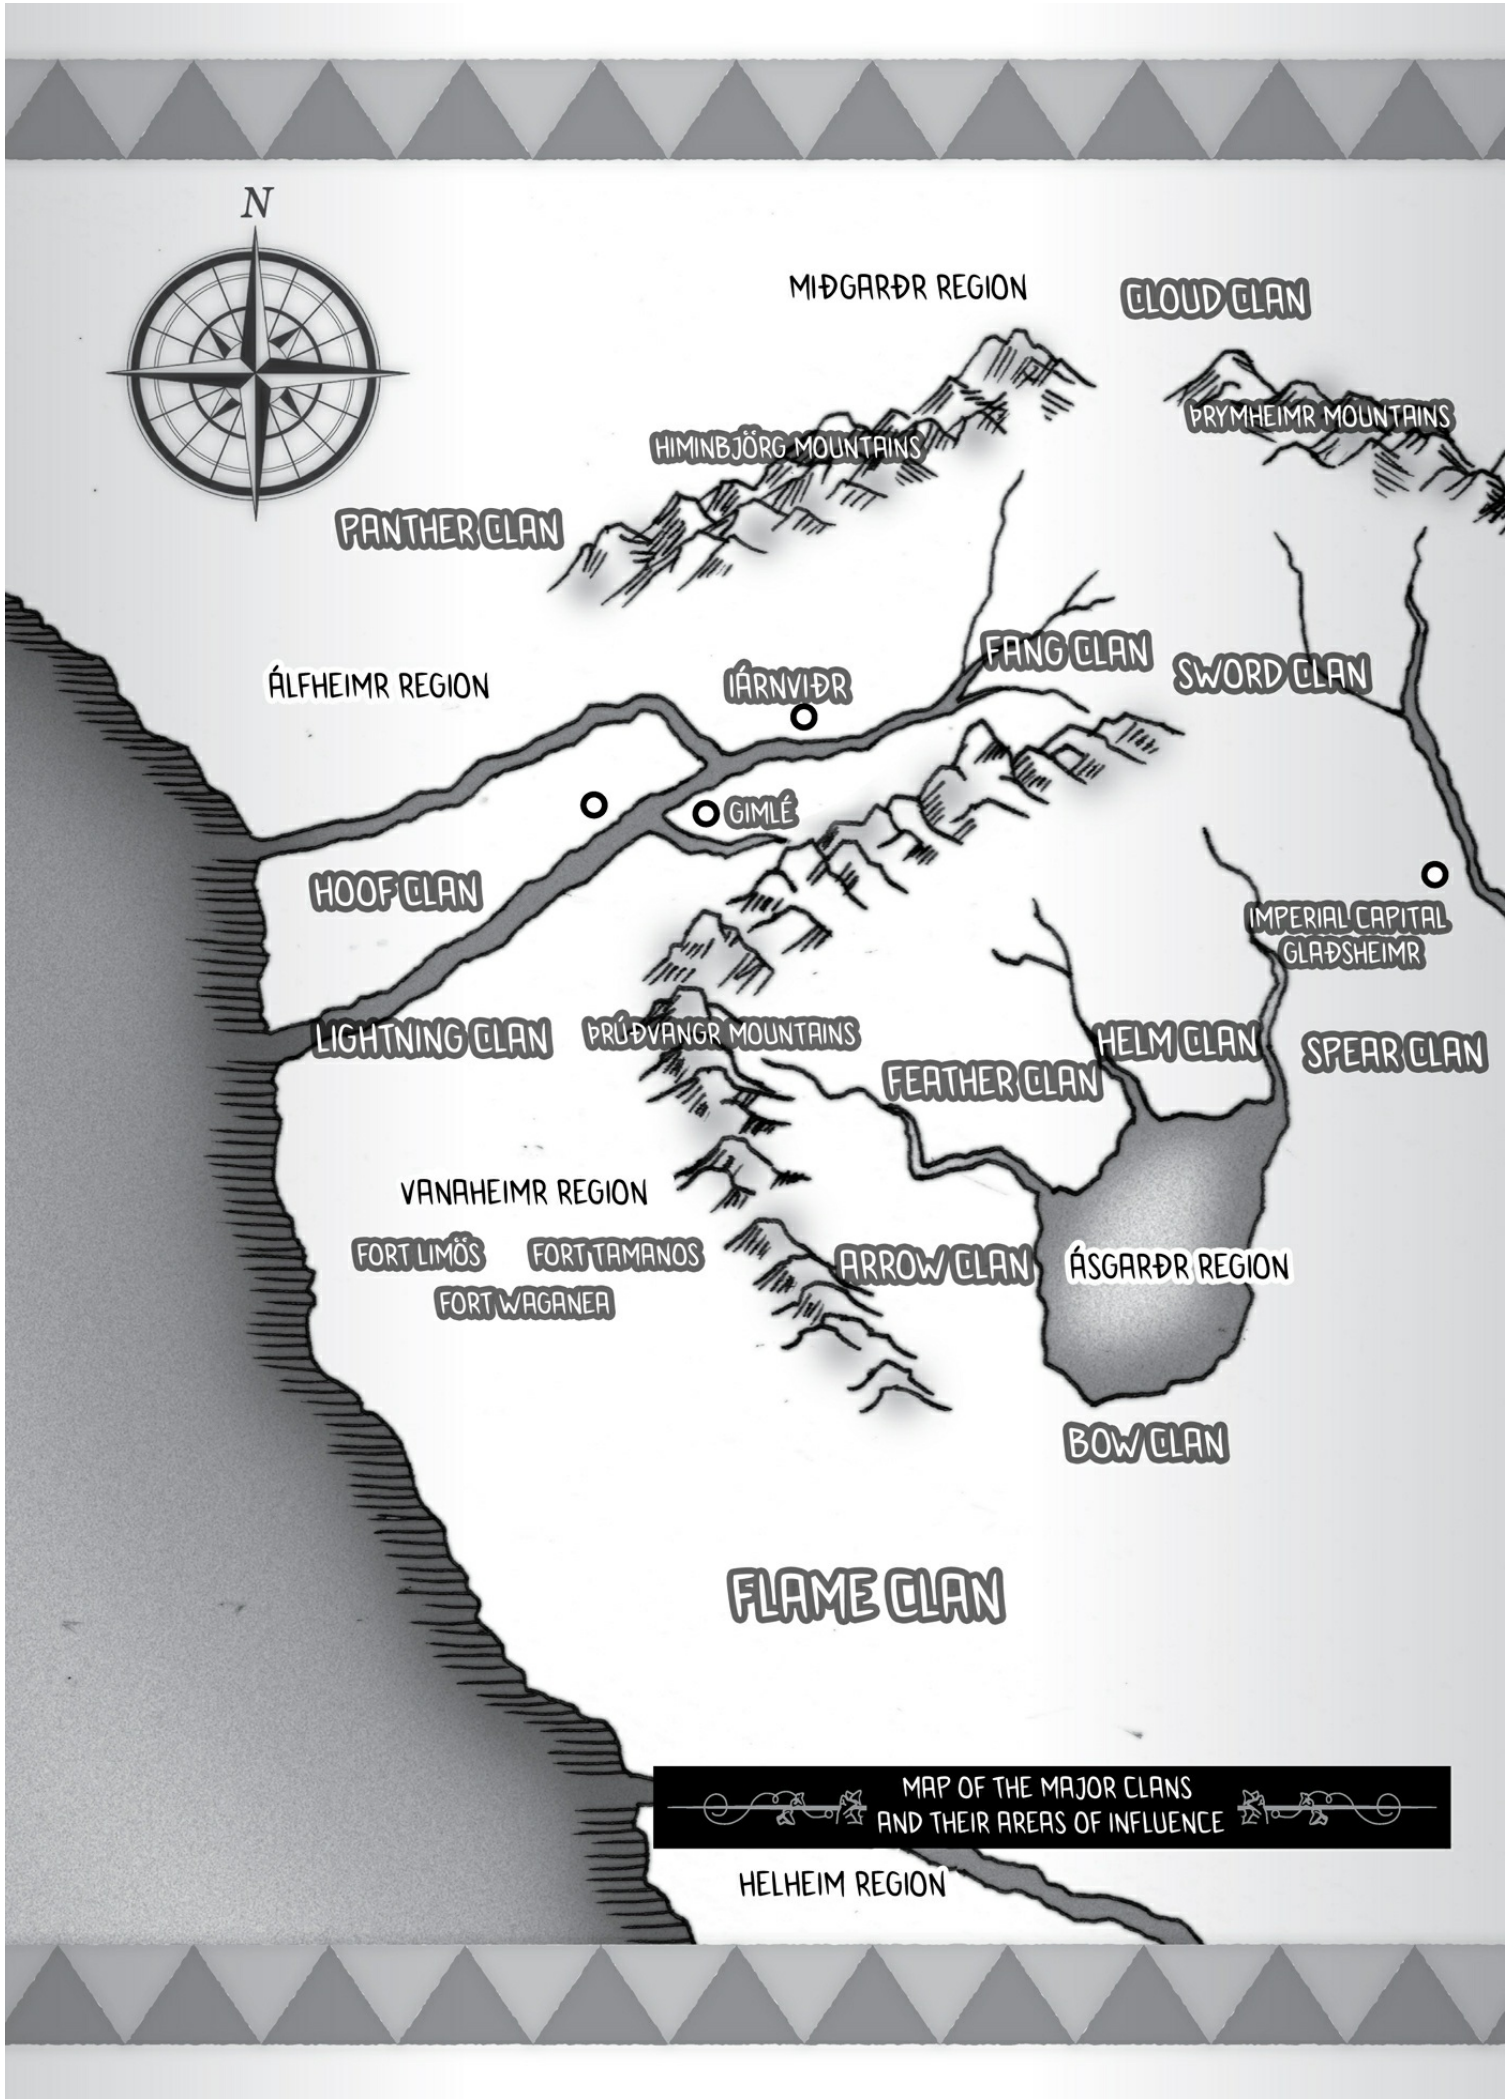 N
MIÐGARÐR REGION
CLOUD CLAN
ÞRYMHEIMR MOUNTAINS
HIMINBJÖRG MOUNTAINS
PANTHER CLAN
FANG CLAN
SWORD CLAN
ÁLFHEIMR REGION
IÁRNVIÐR
GIMLÉ
HOOF CLAN
IMPERIAL CAPITAL
GLAÐSHEIMR
LIGHTNING CLAN
ÞRÚÐVANGR MOUNTAINS
HELM CLAN
SPEAR CLAN
FEATHER CLAN
VANAHEIMR REGION
FORT LIMÖS
FORT TAMANOS
ARROW CLAN
ÁSGARÐR REGION
FORT WAGANEA
BOW CLAN
FLAME CLAN
MAP OF THE MAJOR CLANS
AND THEIR AREAS OF INFLUENCE
HELHEIM REGION